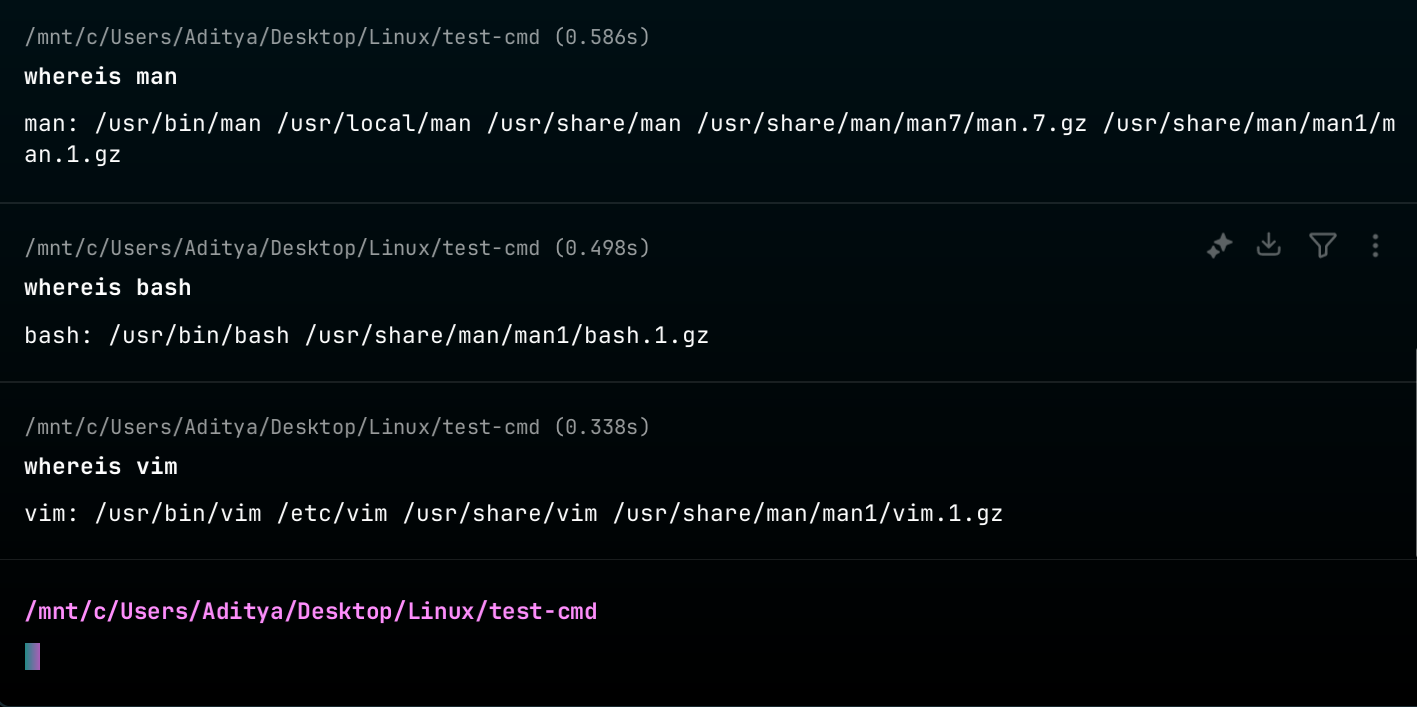 /mnt/c/Users/Aditya/Desktop/Linux/test-cmd (0.586s)
whereis man
man: /usr/bin/man /usr/local/man /usr/share/man /usr/share/man/man7/man.7.gz /usr/share/man/man1/m
an.1.gz
/mnt/c/Users/Aditya/Desktop/Linux/test-cmd (0.498s)
whereis bash
bash: /usr/bin/bash /usr/share/man/man1/bash.1.gz
/mnt/c/Users/Aditya/Desktop/Linux/test-cmd (0.338s)
whereis vim
vim: /usr/bin/vim /etc/vim /usr/share/vim /usr/share/man/man1/vim.1.gz
/mnt/c/Users/Aditya/Desktop/Linux/test-cmd